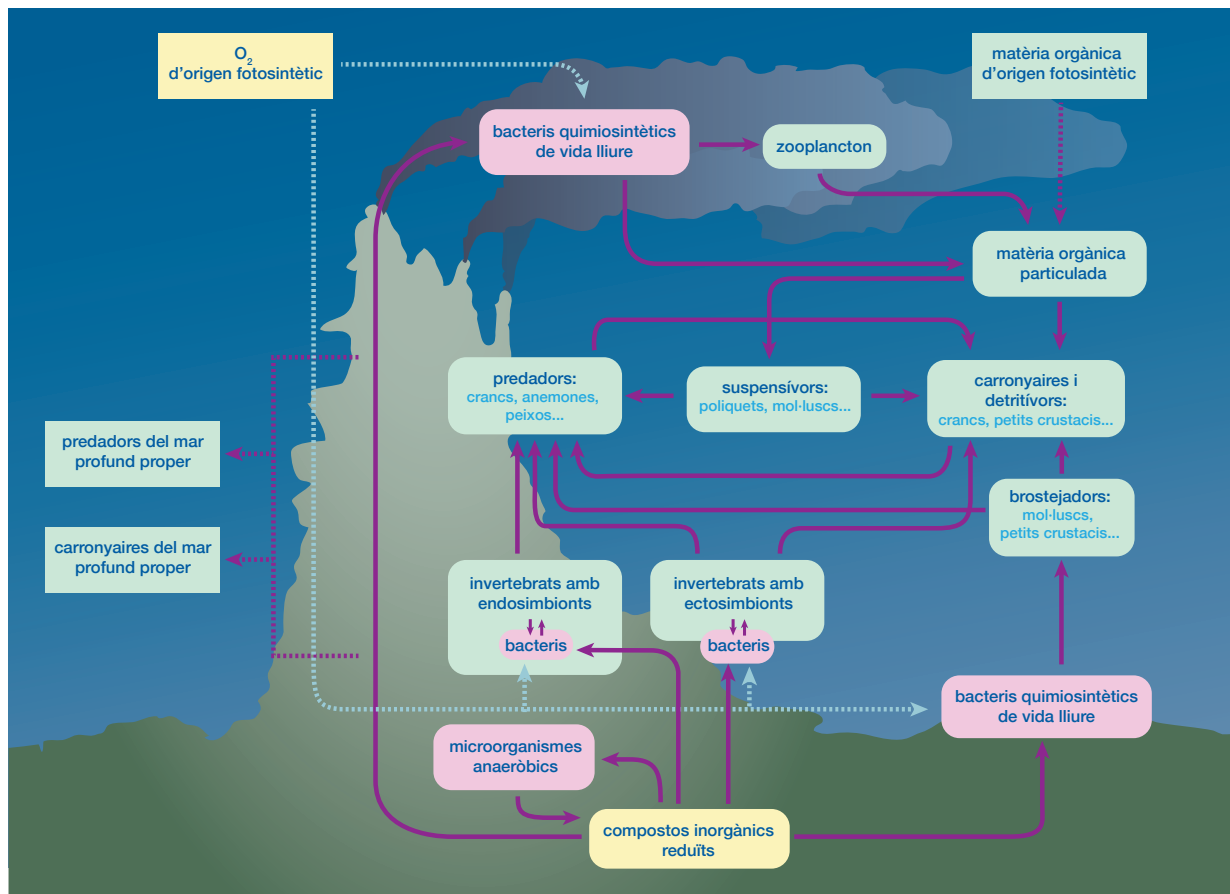 O₂
d'origen fotosintètic
matèria orgànica
d'origen fotosintètic
bacteris quimiosintètics
de vida lliure
zooplancton
matèria orgànica
particulada
predadors:
crancs, anemones,
peixos...
suspensívors:
poliquets, mol·luscs...
carronyaires i
detritívors:
crancs, petits crustacis...
predadors del mar
profund proper
brostejadors:
mol·luscs,
petits crustacis...
carronyaires del mar
profund proper
invertebrats amb
endosimbionts
bacteris
invertebrats amb
ectosimbionts
bacteris
bacteris quimiosintètics
de vida lliure
microorganismes
anaeròbics
compostos inorgànics
reduïts